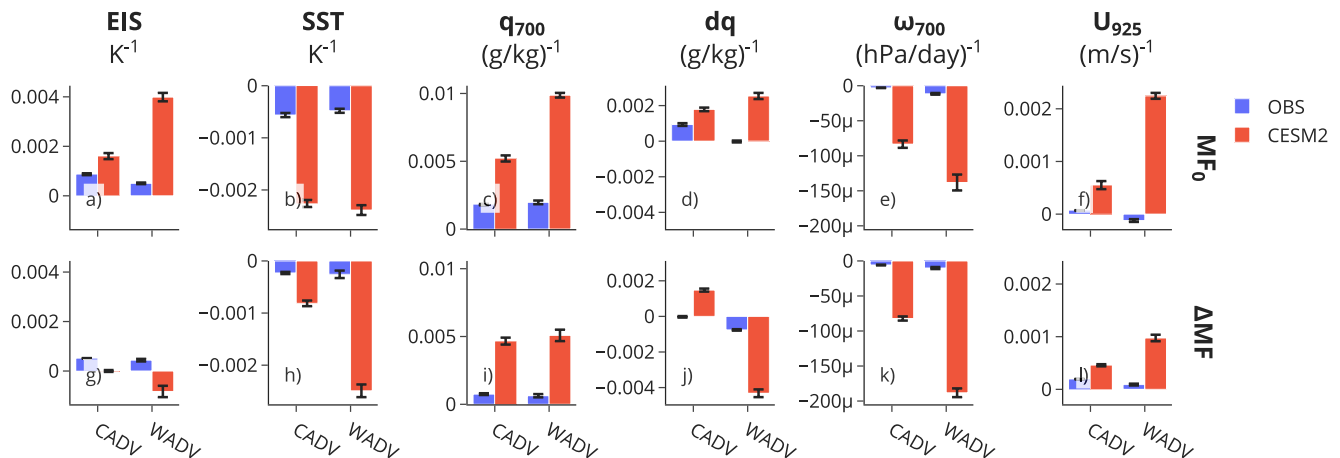 EIS SST q₇₀₀ dq ω₇₀₀ U₉₂₅
K⁻¹ K⁻¹ (g/kg)⁻¹ (g/kg)⁻¹ (hPa/day)⁻¹ (m/s)⁻¹
0.004
0.002
0
a)
0
−0.001
−0.002
b)
0.01
0.005
0
c)
0.002
0
−0.002
−0.004
d)
0
−50μ
−100μ
−150μ
−200μ
e)
0.002
0.001
0
f)
MF₀
OBS
CESM2
0.004
0.002
0
g)
0
−0.001
−0.002
h)
0.01
0.005
0
i)
0.002
0
−0.002
−0.004
j)
0
−50μ
−100μ
−150μ
−200μ
k)
0.002
0.001
0
l)
ΔMF
CADV WADV CADV WADV CADV WADV CADV WADV CADV WADV CADV WADV